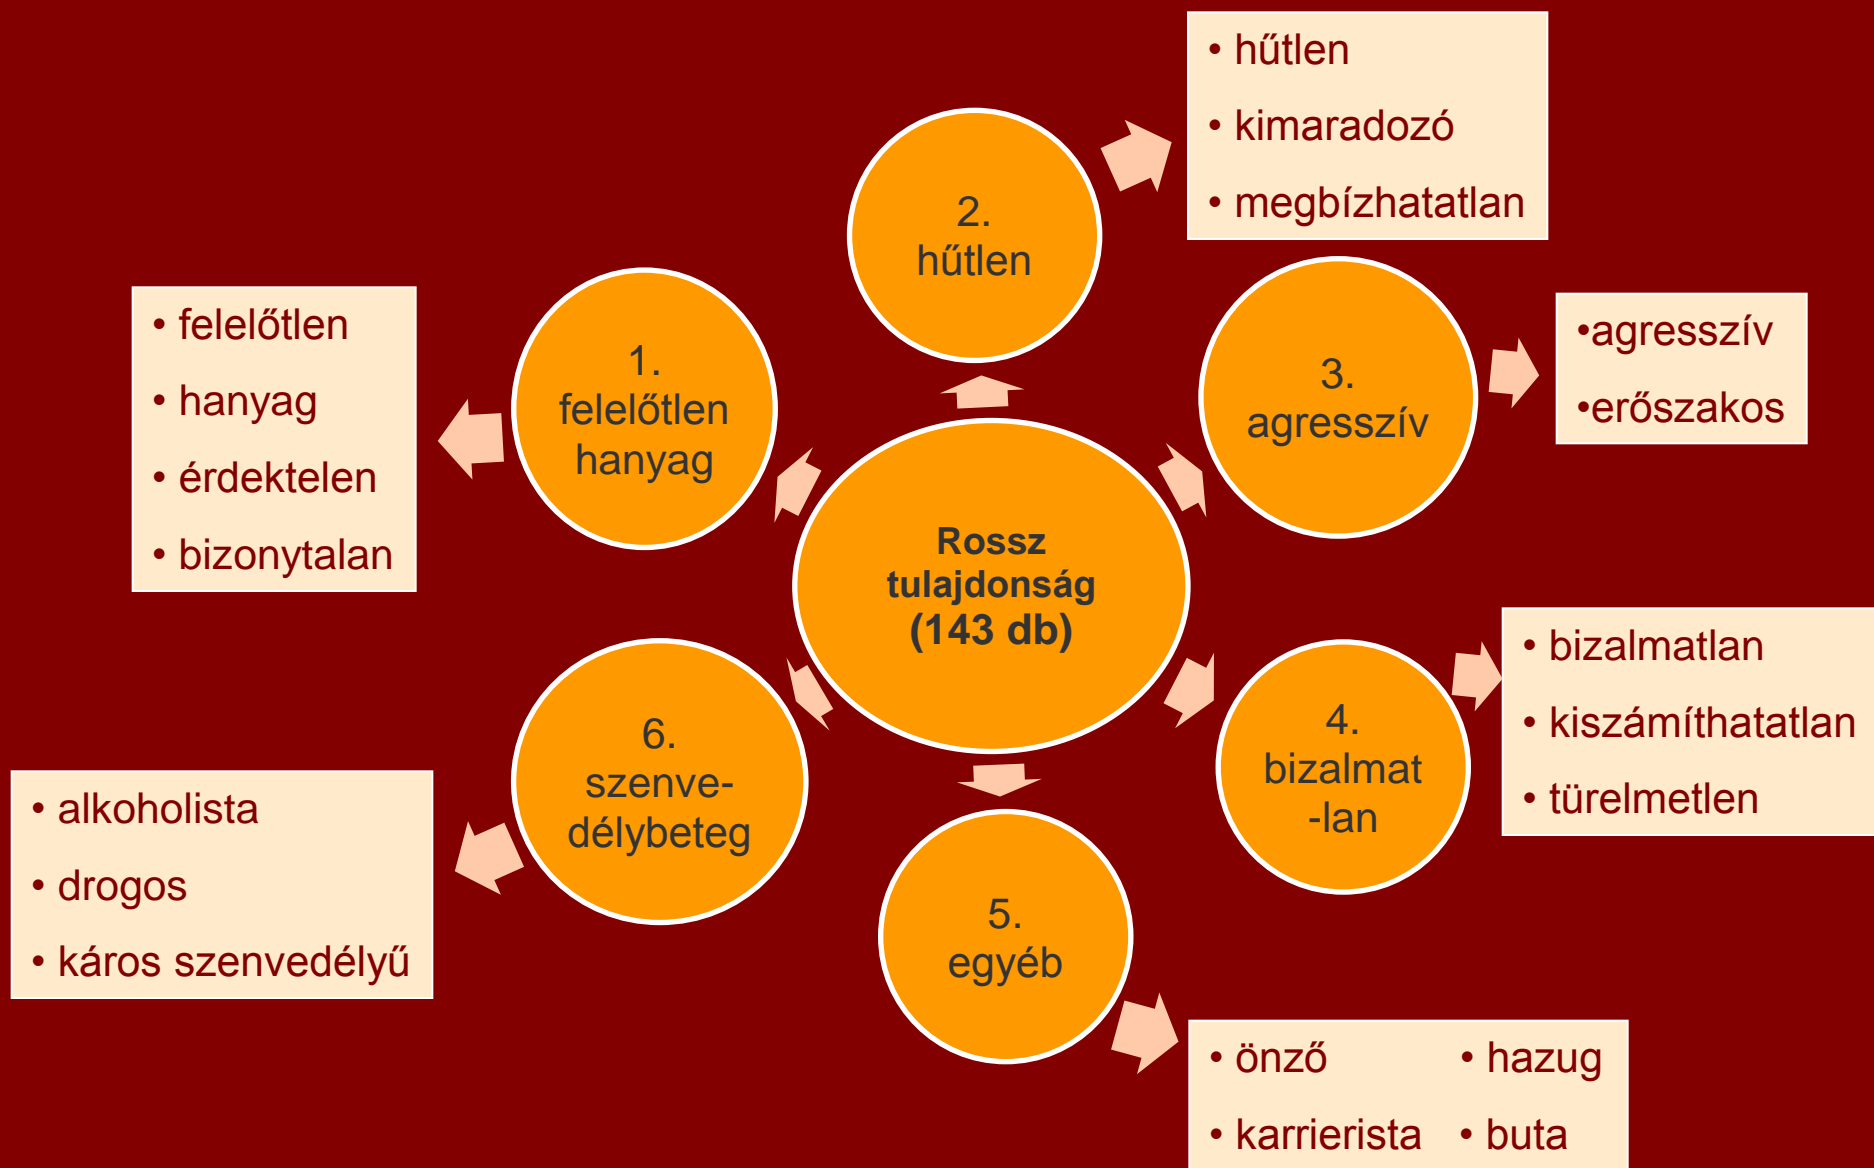 Rossz
tulajdonság
(143 db)
1.
felelőtlen
hanyag
• felelőtlen
• hanyag
• érdektelen
• bizonytalan
2.
hűtlen
• hűtlen
• kimaradozó
• megbízhatatlan
3.
agresszív
•agresszív
•erőszakos
4.
bizalmat
-lan
• bizalmatlan
• kiszámíthatatlan
• türelmetlen
5.
egyéb
• önző • hazug
• karrierista • buta
6.
szenve-
délybeteg
• alkoholista
• drogos
• káros szenvedélyű